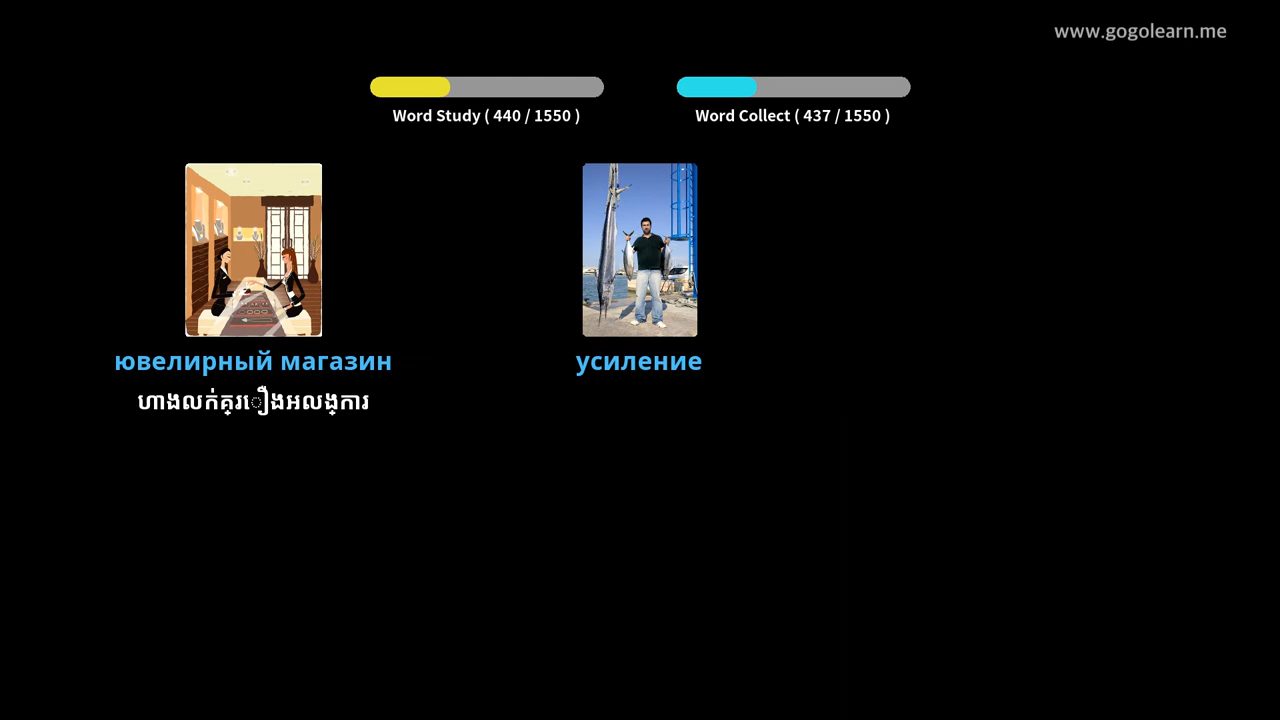 www.gogolearn.me
Word Study ( 440 / 1550 )
Word Collect ( 437 / 1550 )
ювелирный магазин
усиление
ហាងលក់គ្រឿងអលង្ការ